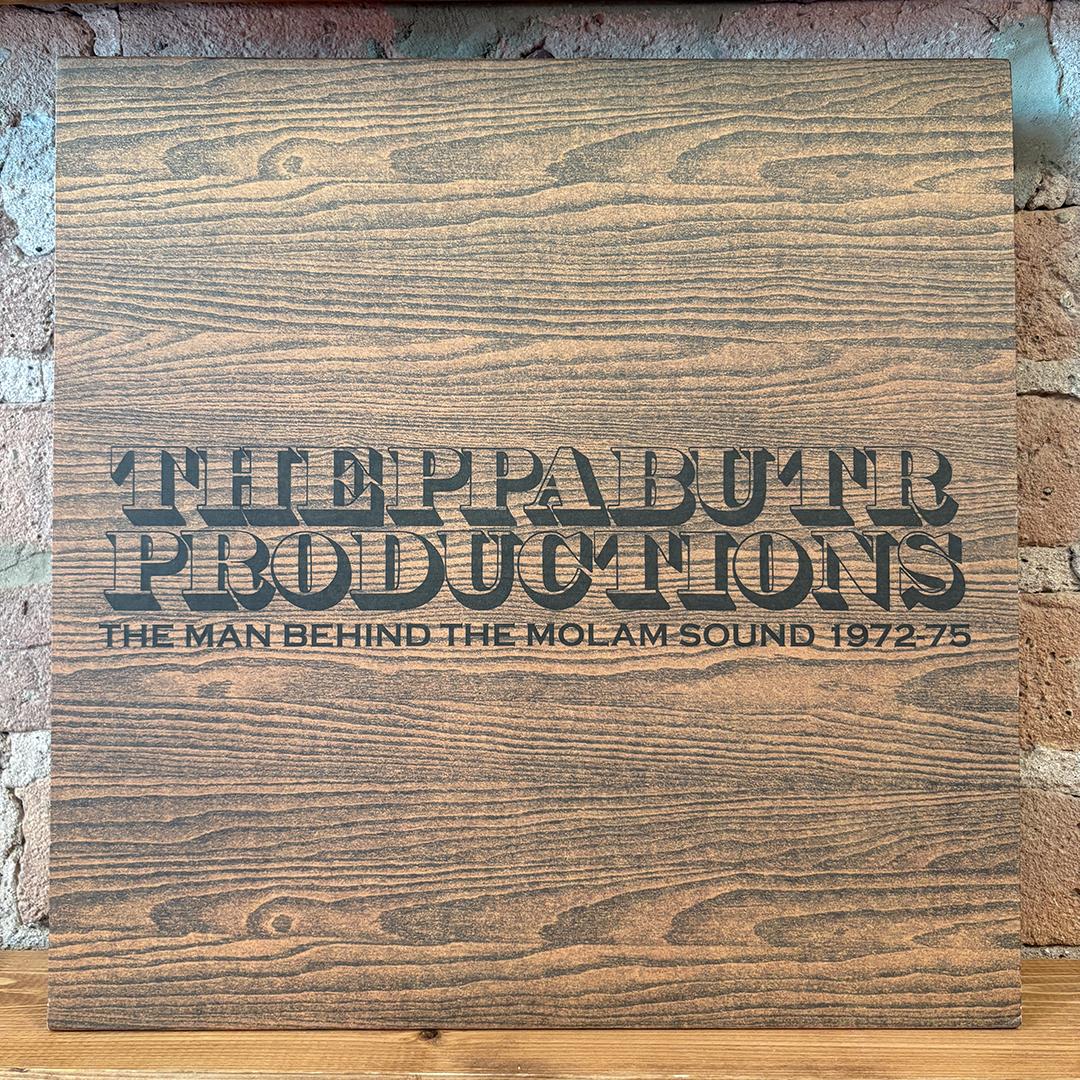 THEPPABUTR
PRODUCTIONS
THE MAN BEHIND THE MOLAM SOUND 1972-75